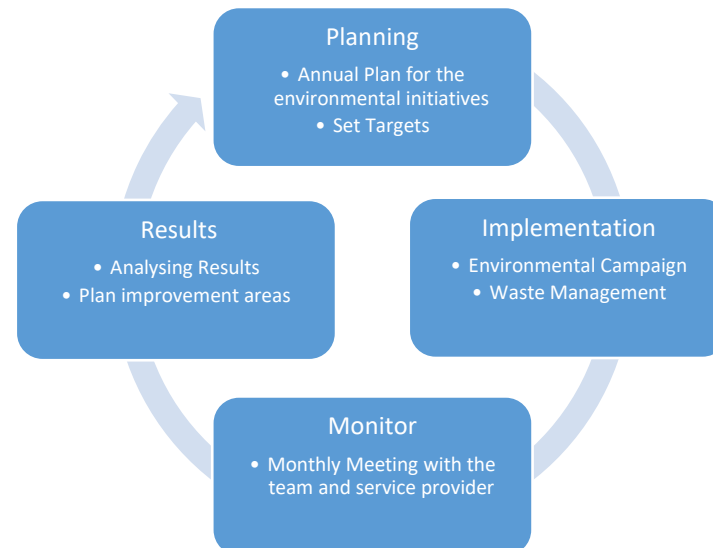 Planning
• Annual Plan for the
environmental initiatives
• Set Targets
Implementation
• Environmental Campaign
• Waste Management
Monitor
• Monthly Meeting with the
team and service provider
Results
• Analysing Results
• Plan improvement areas